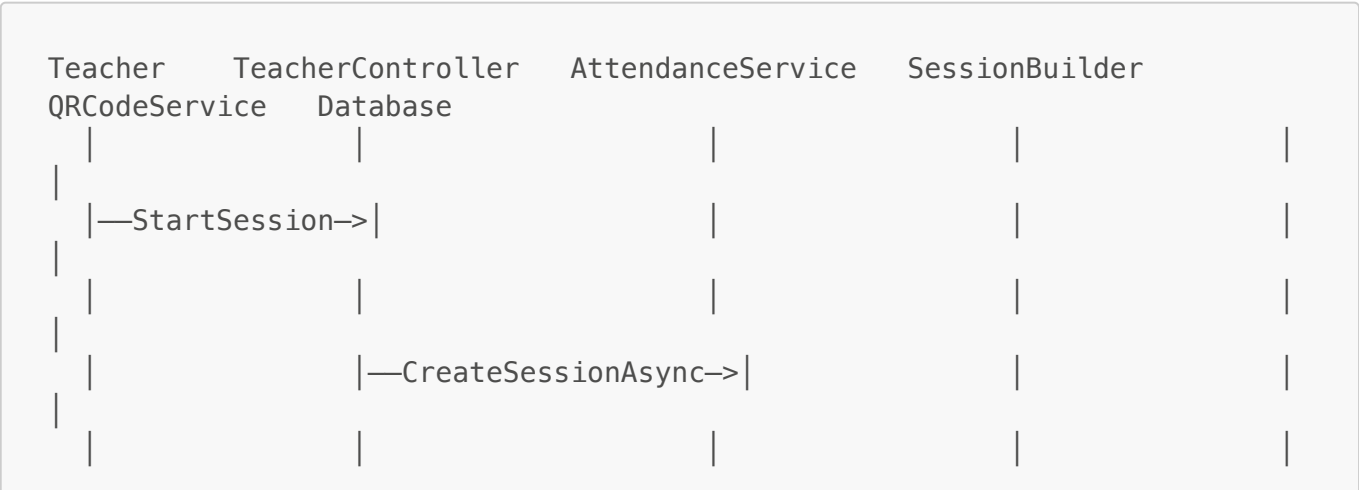 Teacher    TeacherController   AttendanceService   SessionBuilder
QRCodeService   Database
  │               │                    │                 │               │
│
  │──StartSession─>│                   │                 │               │
│
  │               │                    │                 │               │
│
  │               │──CreateSessionAsync─>│               │               │
│
  │               │                    │                 │               │